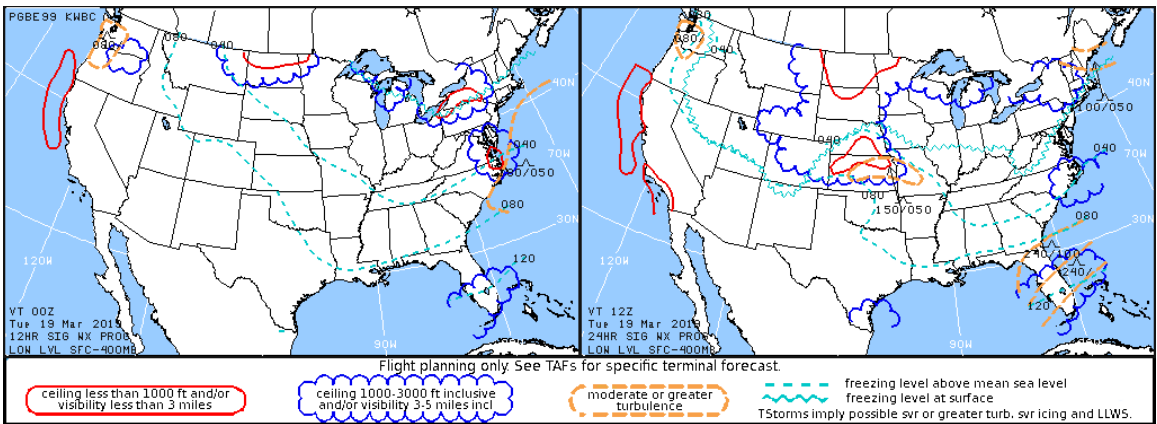 PGBE99 KWBC
080
080
040
40N
040
70W
/050
080
30N
120
120W
90W
VT 00Z
Tue 19 Mar 2019
12HR SIG WX PROG
LOW LVL SFC-400MB
080
040
40N
100/050
040
70W
040
080
150/050
080
30N
240/
120
120W
90W
VT 12Z
Tue 19 Mar 2019
24HR SIG WX PROG
LOW LVL SFC-400MB
Flight planning only. See TAFs for specific terminal forecast.
ceiling less than 1000 ft and/or
visibility less than 3 miles
ceiling 1000-3000 ft inclusive
and/or visibility 3-5 miles incl
moderate or greater
turbulence
freezing level above mean sea level
freezing level at surface
TStorms imply possible svr or greater turb. svr icing and LLWS.